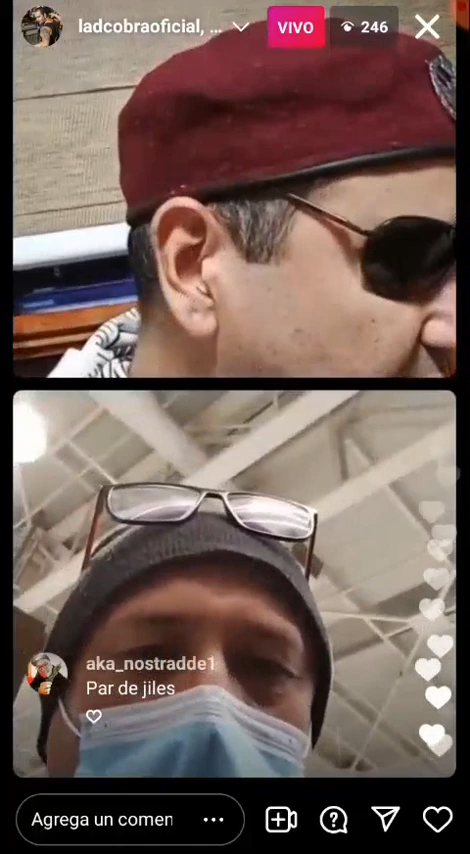 ladcobraoficial, ...
VIVO
246
aka_nostradde1
Par de jiles
Agrega un comen